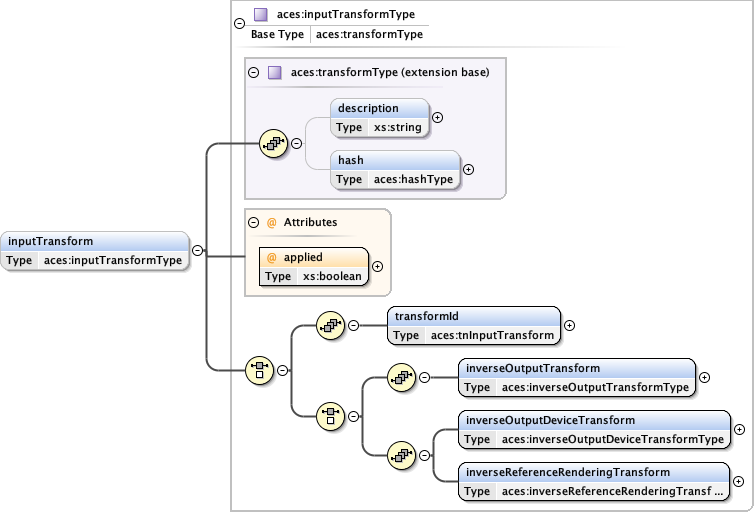 aces:inputTransformType
Base Type aces:transformType
aces:transformType (extension base)
description
Type xs:string
hash
Type aces:hashType
inputTransform
Type aces:inputTransformType
@ Attributes
@ applied
Type xs:boolean
transformId
Type aces:tnInputTransform
inverseOutputTransform
Type aces:inverseOutputTransformType
inverseOutputDeviceTransform
Type aces:inverseOutputDeviceTransformType
inverseReferenceRenderingTransform
Type aces:inverseReferenceRenderingTransf ...